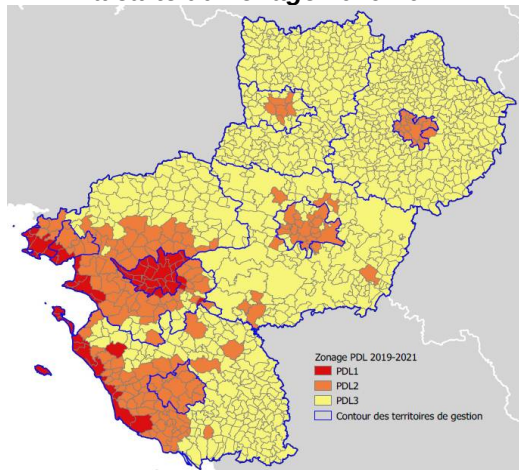 Zonage PDL 2019-2021
PDL1
PDL2
PDL3
Contour des territoires de gestion